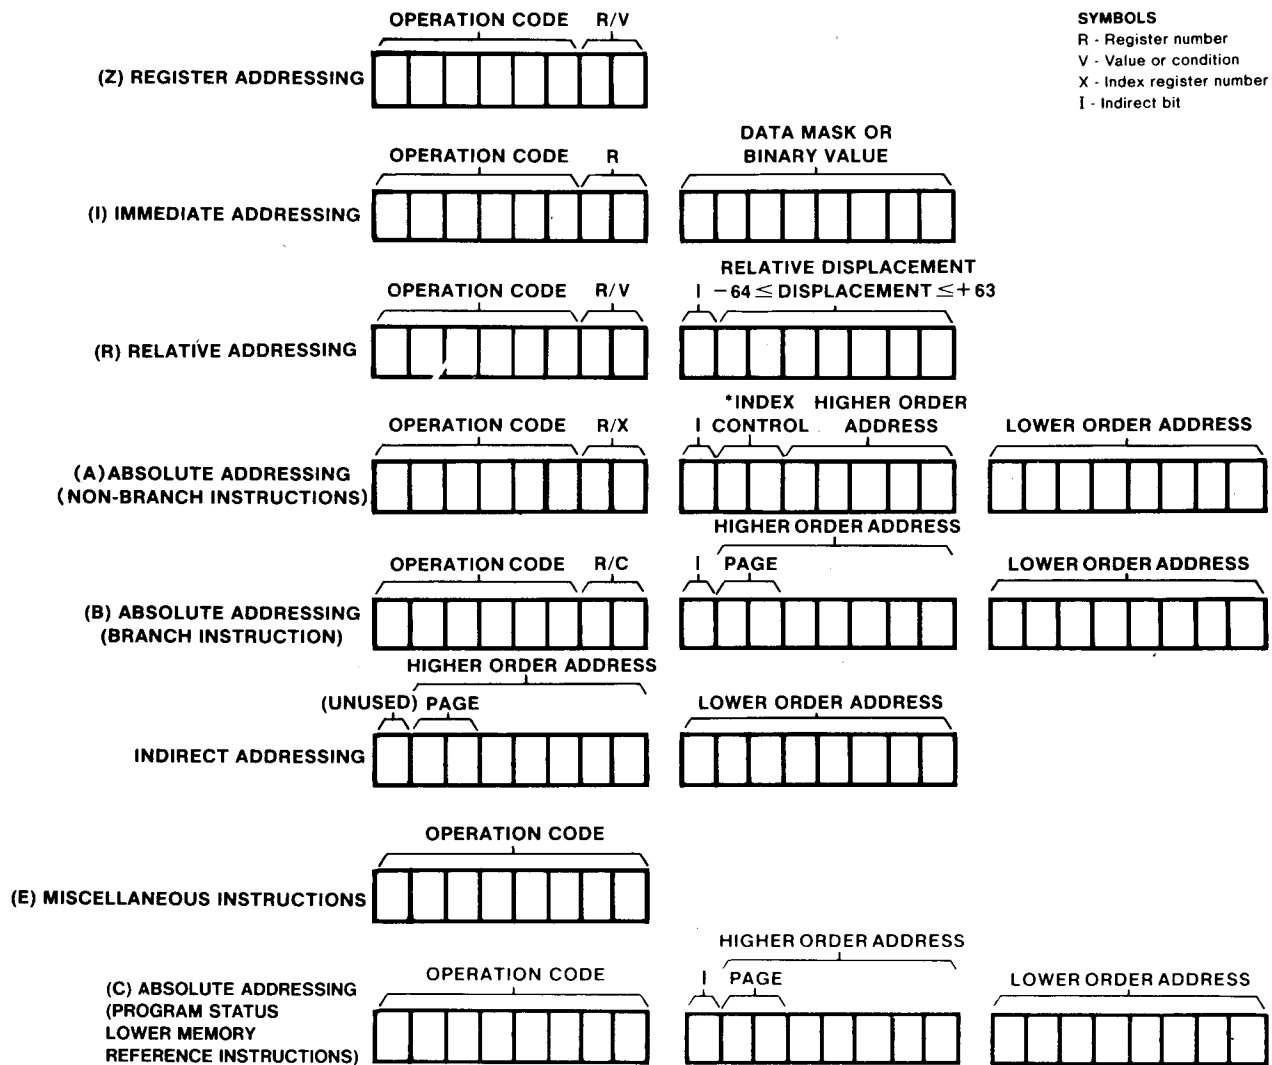 OPERATION CODE R/V
(Z) REGISTER ADDRESSING
SYMBOLS
R - Register number
V - Value or condition
X - Index register number
I - Indirect bit
OPERATION CODE R
DATA MASK OR
BINARY VALUE
(I) IMMEDIATE ADDRESSING
RELATIVE DISPLACEMENT
OPERATION CODE R/V I −64 ≤ DISPLACEMENT ≤ +63
(R) RELATIVE ADDRESSING
*INDEX HIGHER ORDER
OPERATION CODE R/X I CONTROL ADDRESS LOWER ORDER ADDRESS
(A) ABSOLUTE ADDRESSING
(NON-BRANCH INSTRUCTIONS)
HIGHER ORDER ADDRESS
OPERATION CODE R/C I PAGE LOWER ORDER ADDRESS
(B) ABSOLUTE ADDRESSING
(BRANCH INSTRUCTION)
HIGHER ORDER ADDRESS
(UNUSED) PAGE LOWER ORDER ADDRESS
INDIRECT ADDRESSING
OPERATION CODE
(E) MISCELLANEOUS INSTRUCTIONS
HIGHER ORDER ADDRESS
OPERATION CODE I PAGE LOWER ORDER ADDRESS
(C) ABSOLUTE ADDRESSING
(PROGRAM STATUS
LOWER MEMORY
REFERENCE INSTRUCTIONS)